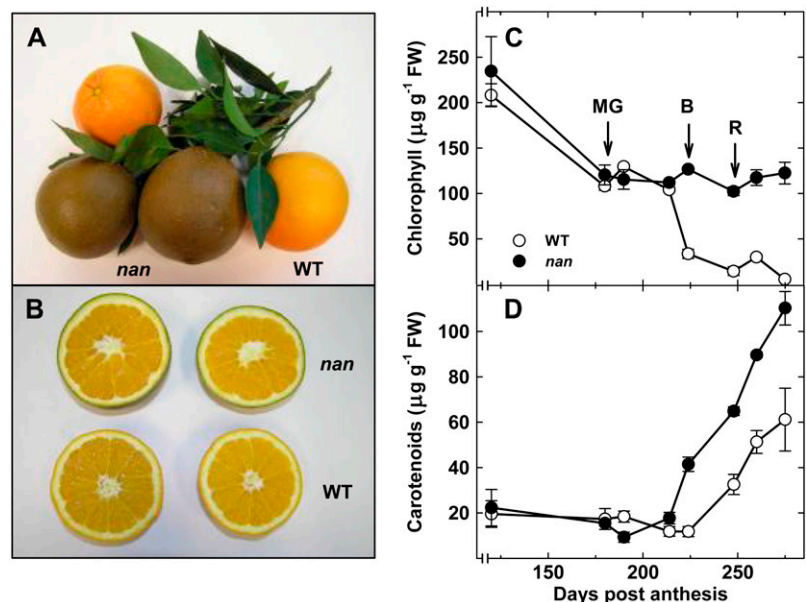 A
nan
WT
B
nan
WT
C
MG
B
R
Chlorophyll (µg g⁻¹ FW)
250
200
150
100
50
WT
nan
D
Carotenoids (µg g⁻¹ FW)
100
80
60
40
20
150
200
250
Days post anthesis